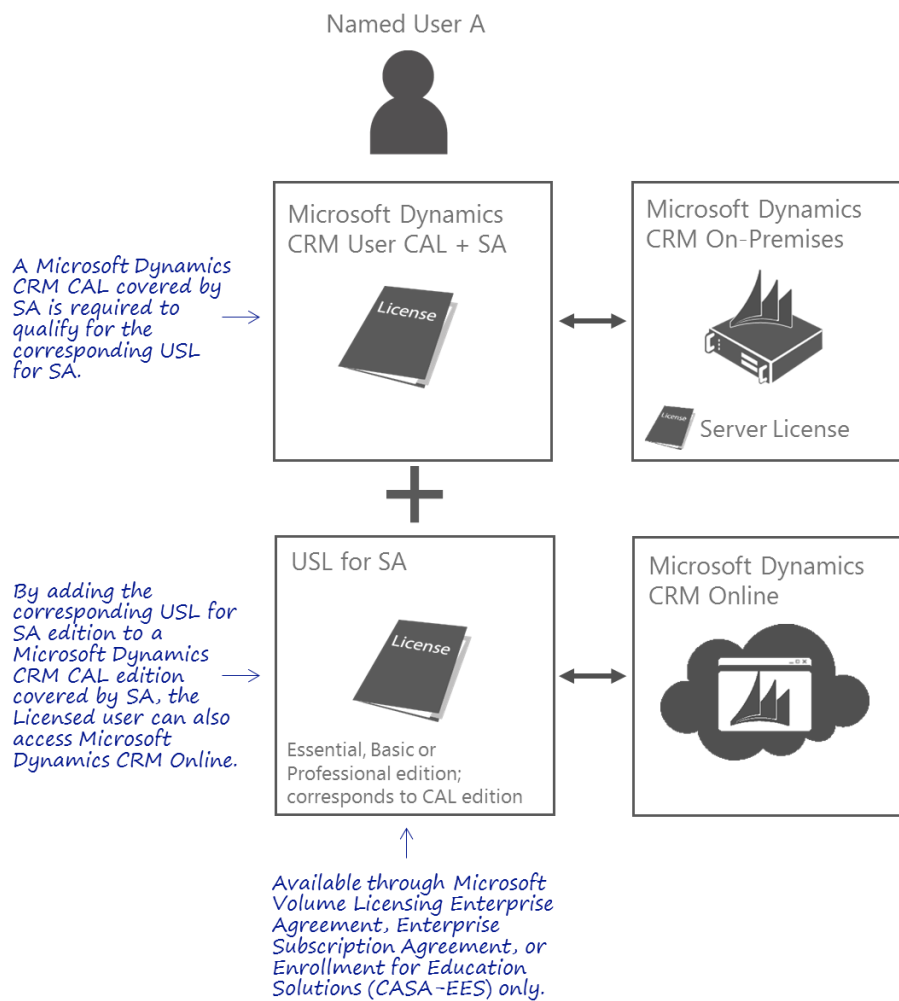 Named User A
Microsoft Dynamics
CRM User CAL + SA
License
Microsoft Dynamics
CRM On-Premises
License
Server License
A Microsoft Dynamics
CRM CAL covered by
SA is required to
qualify for the
corresponding USL
for SA.
USL for SA
License
Essential, Basic or
Professional edition;
corresponds to CAL edition
Microsoft Dynamics
CRM Online
By adding the
corresponding USL for
SA edition to a
Microsoft Dynamics
CRM CAL edition
covered by SA, the
Licensed user can also
access Microsoft
Dynamics CRM Online.
Available through Microsoft
Volume Licensing Enterprise
Agreement, Enterprise
Subscription Agreement, or
Enrollment for Education
Solutions (CASA-EES) only.